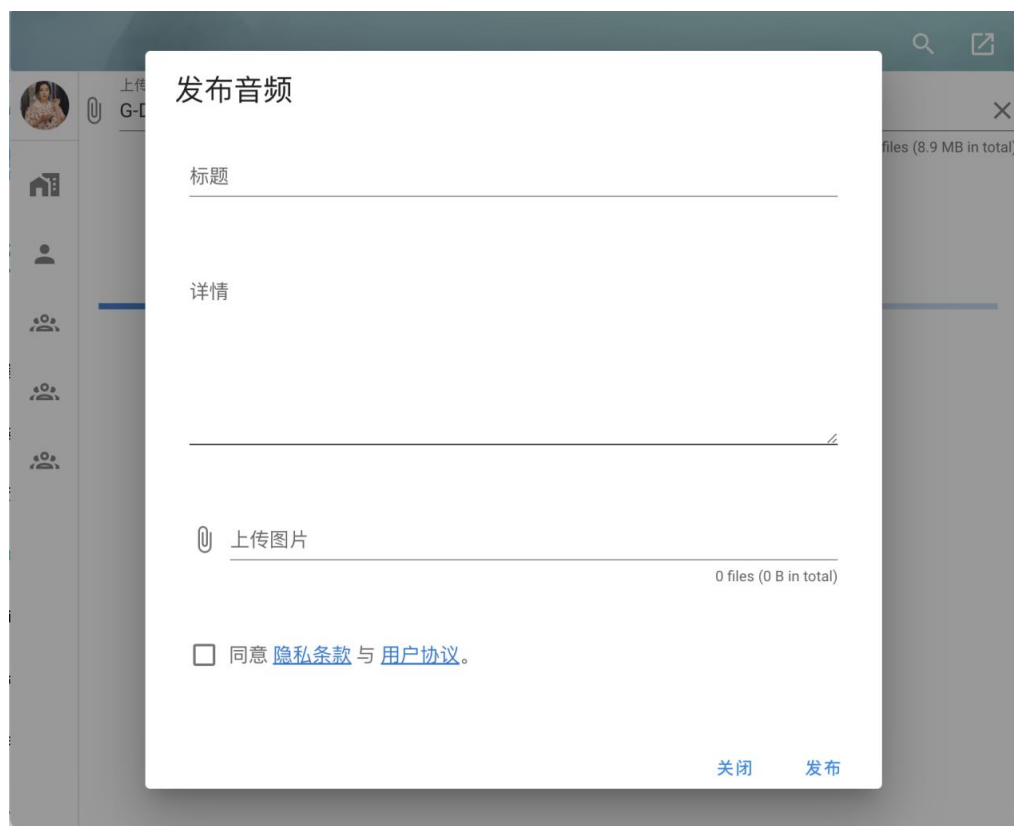 上传
G-D
files (8.9 MB in total)
发布音频
标题
详情
上传图片
0 files (0 B in total)
同意 隐私条款 与 用户协议。
关闭 发布